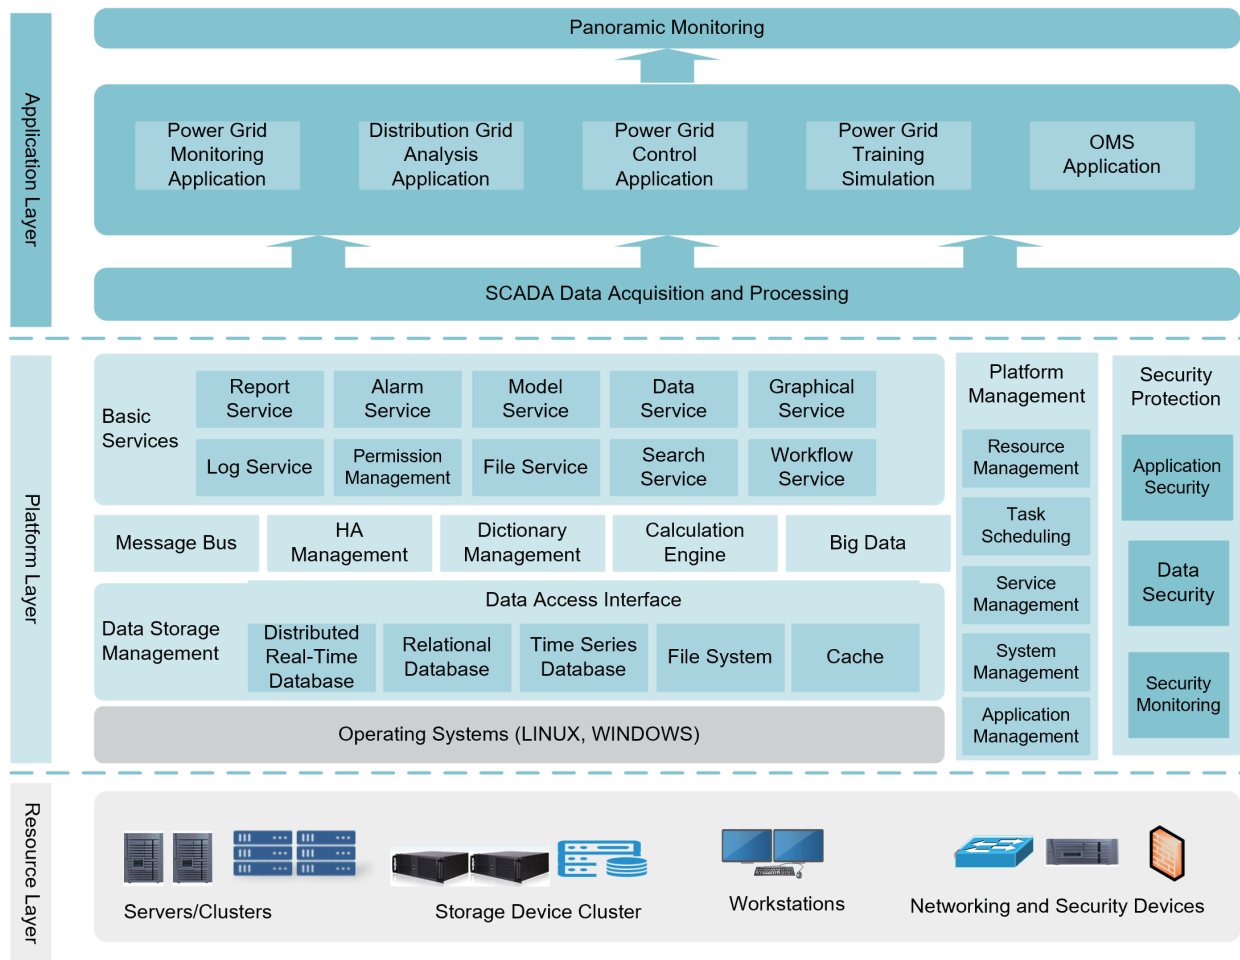 Application Layer
Panoramic Monitoring
Power Grid
Monitoring
Application
Distribution Grid
Analysis
Application
Power Grid
Control
Application
Power Grid
Training
Simulation
OMS
Application
SCADA Data Acquisition and Processing
Platform Layer
Basic
Services
Report
Service
Alarm
Service
Model
Service
Data
Service
Graphical
Service
Log Service
Permission
Management
File Service
Search
Service
Workflow
Service
Message Bus
HA
Management
Dictionary
Management
Calculation
Engine
Big Data
Data Storage
Management
Data Access Interface
Distributed
Real-Time
Database
Relational
Database
Time Series
Database
File System
Cache
Operating Systems (LINUX, WINDOWS)
Platform
Management
Resource
Management
Task
Scheduling
Service
Management
System
Management
Application
Management
Security
Protection
Application
Security
Data
Security
Security
Monitoring
Resource Layer
Servers/Clusters
Storage Device Cluster
Workstations
Networking and Security Devices